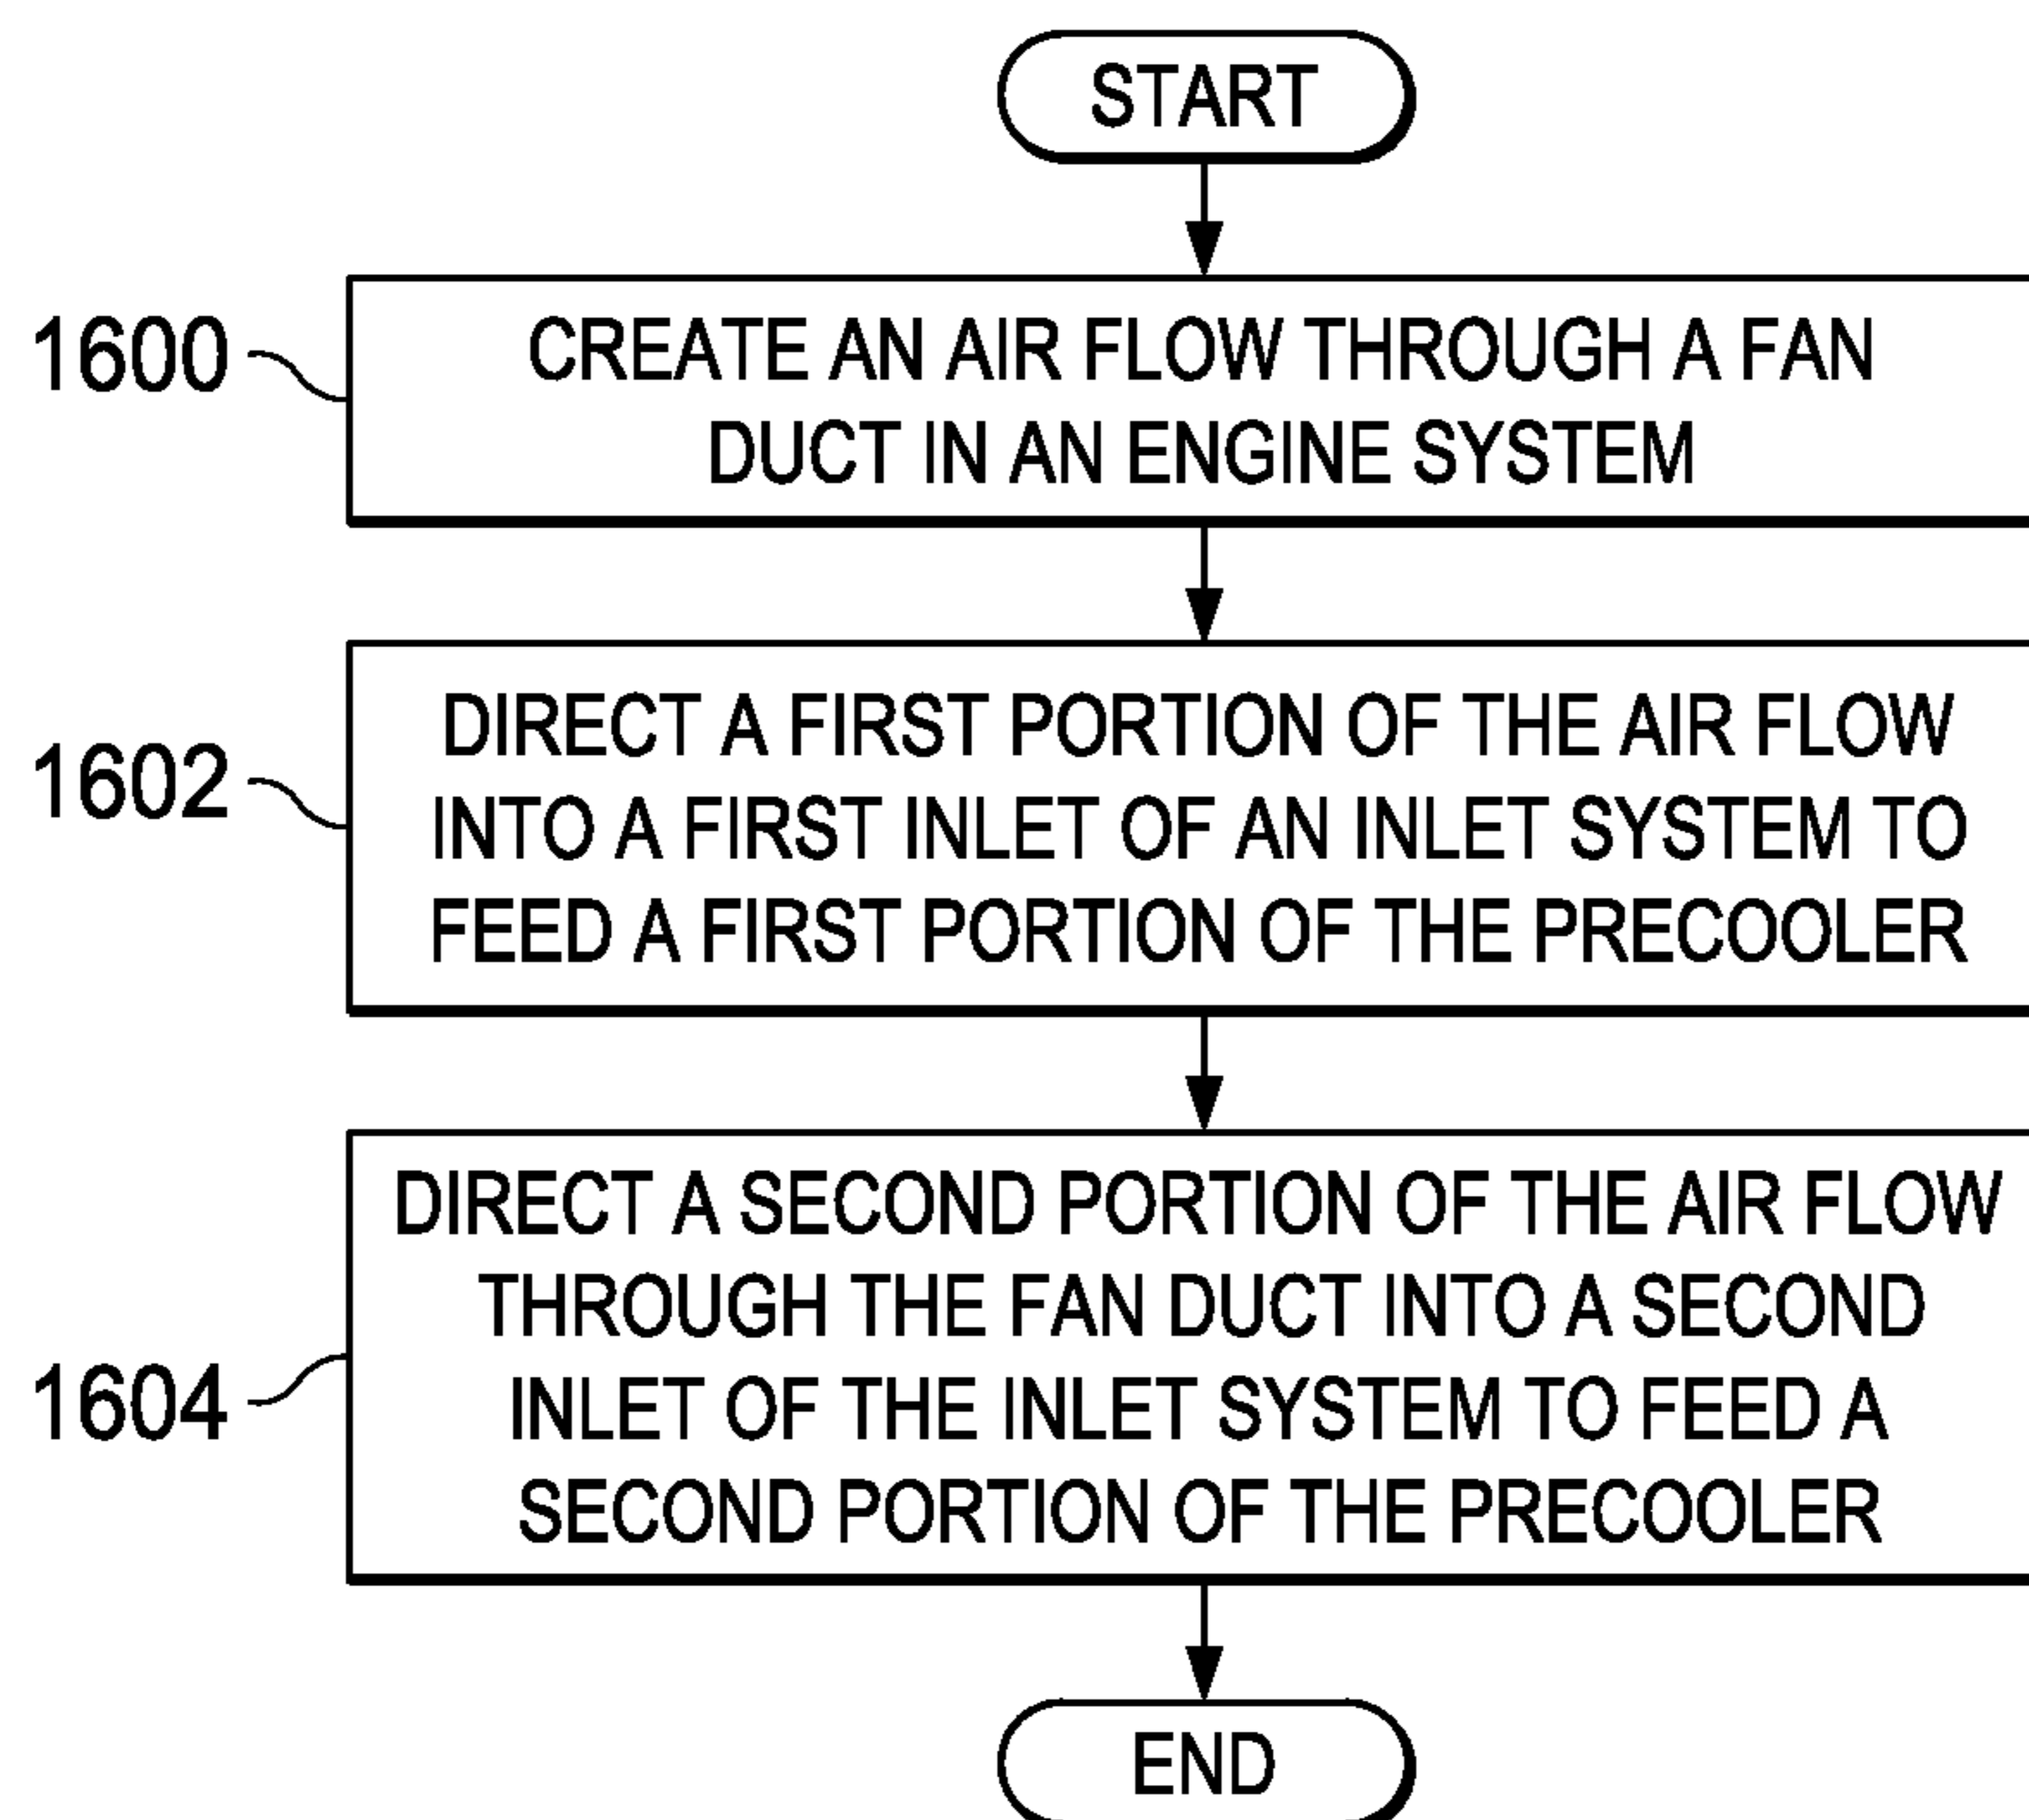 START
1600
CREATE AN AIR FLOW THROUGH A FAN
DUCT IN AN ENGINE SYSTEM
1602
DIRECT A FIRST PORTION OF THE AIR FLOW
INTO A FIRST INLET OF AN INLET SYSTEM TO
FEED A FIRST PORTION OF THE PRECOOLER
1604
DIRECT A SECOND PORTION OF THE AIR FLOW
THROUGH THE FAN DUCT INTO A SECOND
INLET OF THE INLET SYSTEM TO FEED A
SECOND PORTION OF THE PRECOOLER
END